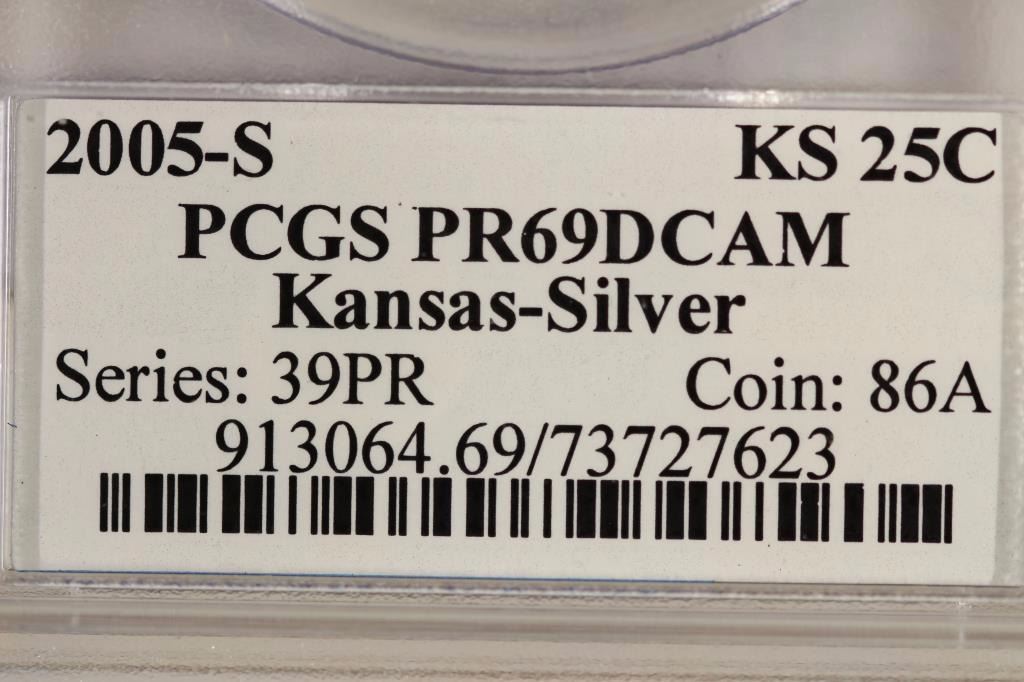 2005-S KS 25C
PCGS PR69DCAM
Kansas-Silver
Series: 39PR Coin: 86A
913064.69/73727623